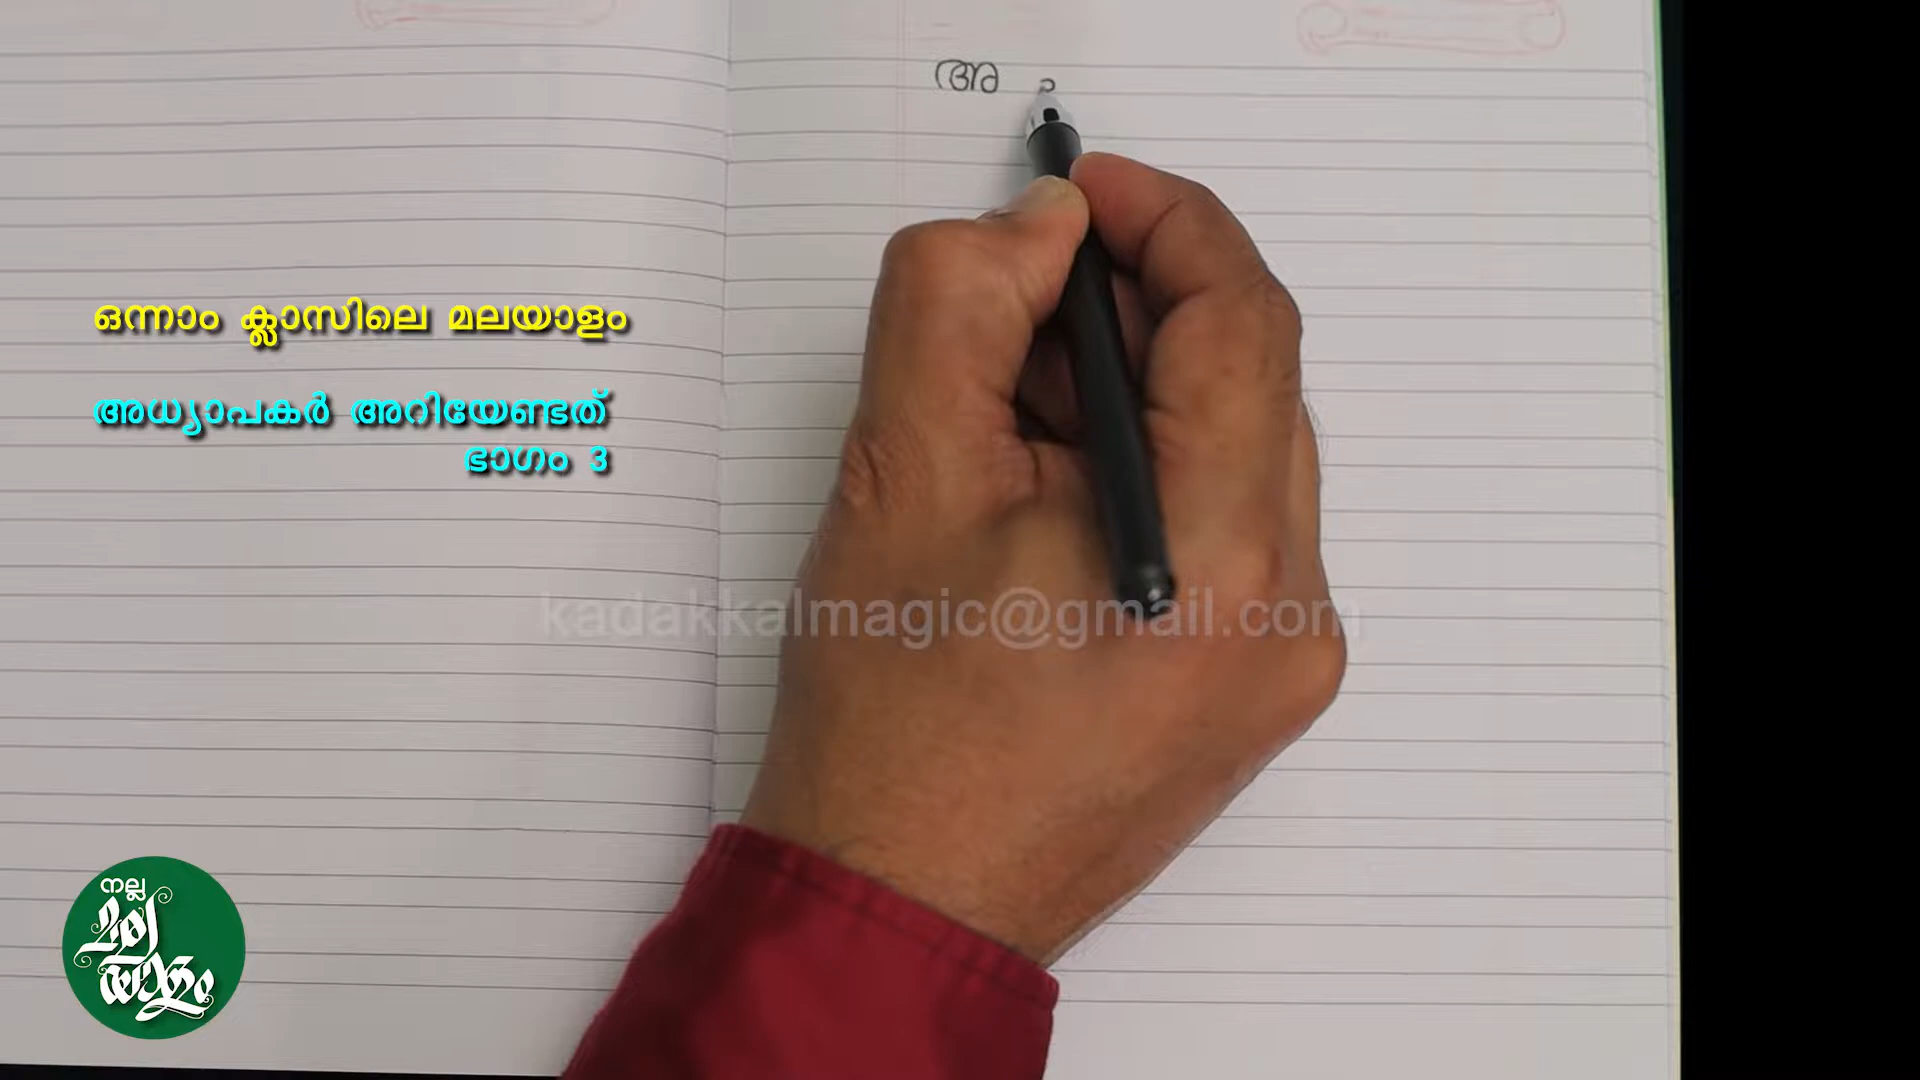 അ
ഒന്നാം ക്ലാസിലെ മലയാളം
അധ്യാപകർ അറിയേണ്ടത്
ഭാഗം 3
kadakkalmagic@gmail.com
നല്ല
മലയാളം